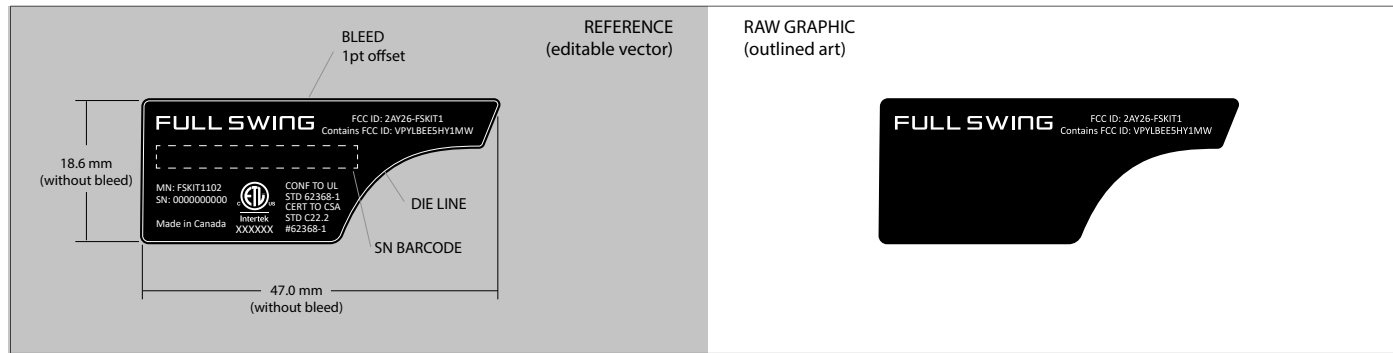 REFERENCE
(editable vector)
BLEED
1pt offset
FULL SWING
FCC ID: 2AY26-FSKIT1
Contains FCC ID: VPYLBEE5HY1MW
18.6 mm
(without bleed)
MN: FSKIT1102
SN: 0000000000
Made in Canada
C ETL US
Intertek
XXXXXX
CONF TO UL
STD 62368-1
CERT TO CSA
STD C22.2
#62368-1
DIE LINE
SN BARCODE
47.0 mm
(without bleed)
RAW GRAPHIC
(outlined art)
FULL SWING
FCC ID: 2AY26-FSKIT1
Contains FCC ID: VPYLBEE5HY1MW